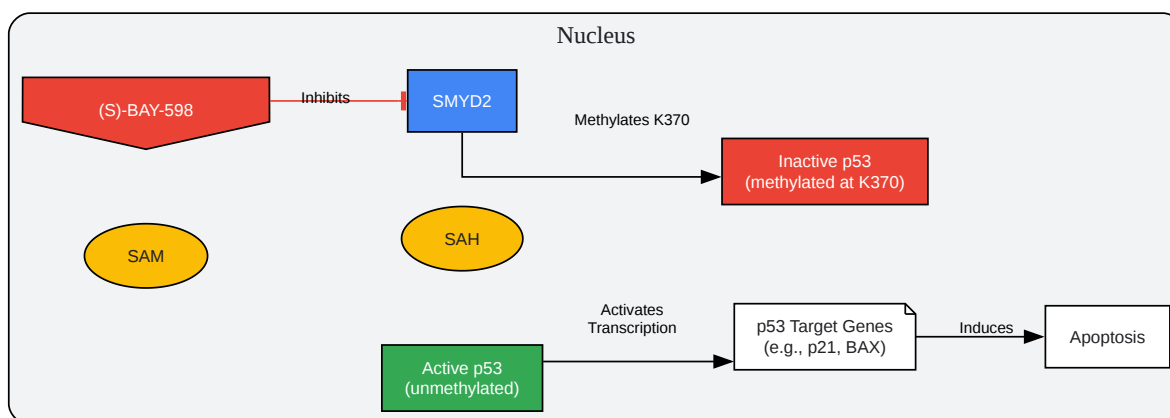 Nucleus
(S)-BAY-598
Inhibits
SMYD2
Methylates K370
Inactive p53
(methylated at K370)
SAM
SAH
Activates
Transcription
p53 Target Genes
(e.g., p21, BAX)
Induces
Apoptosis
Active p53
(unmethylated)